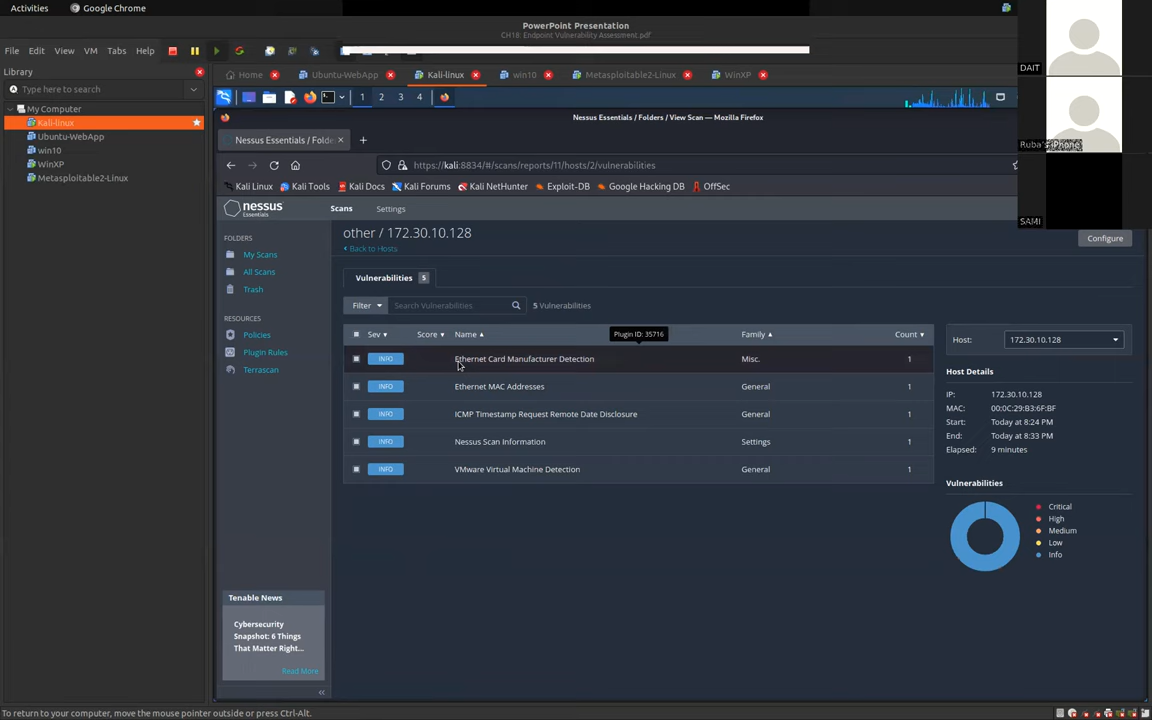 Activities
Google Chrome
PowerPoint Presentation
CH18: Endpoint Vulnerability Assessment.pdf
File Edit View VM Tabs Help
Library
Type here to search
My Computer
Kali-linux
Ubuntu-WebApp
win10
WinXP
Metasploitable2-Linux
Home
Ubuntu-WebApp
Kali-linux
win10
Metasploitable2-Linux
WinXP
1 2 3 4
Nessus Essentials / Folders / View Scan — Mozilla Firefox
Nessus Essentials / Folde
https://kali:8834/#/scans/reports/11/hosts/2/vulnerabilities
Kali Linux
Kali Tools
Kali Docs
Kali Forums
Kali NetHunter
Exploit-DB
Google Hacking DB
OffSec
nessus
Essentials
Scans
Settings
FOLDERS
My Scans
All Scans
Trash
RESOURCES
Policies
Plugin Rules
Terrascan
Tenable News
Cybersecurity
Snapshot: 6 Things
That Matter Right...
Read More
other / 172.30.10.128
Back to Hosts
Configure
Vulnerabilities 5
Filter
Search Vulnerabilities
5 Vulnerabilities
Sev Score Name Family Count
Plugin ID: 35716
INFO Ethernet Card Manufacturer Detection Misc. 1
INFO Ethernet MAC Addresses General 1
INFO ICMP Timestamp Request Remote Date Disclosure General 1
INFO Nessus Scan Information Settings 1
INFO VMware Virtual Machine Detection General 1
Host: 172.30.10.128
Host Details
IP: 172.30.10.128
MAC: 00:0C:29:B3:6F:BF
Start: Today at 8:24 PM
End: Today at 8:33 PM
Elapsed: 9 minutes
Vulnerabilities
Critical
High
Medium
Low
Info
DAIT
Ruba's iPhone
SAMI
To return to your computer, move the mouse pointer outside or press Ctrl-Alt.